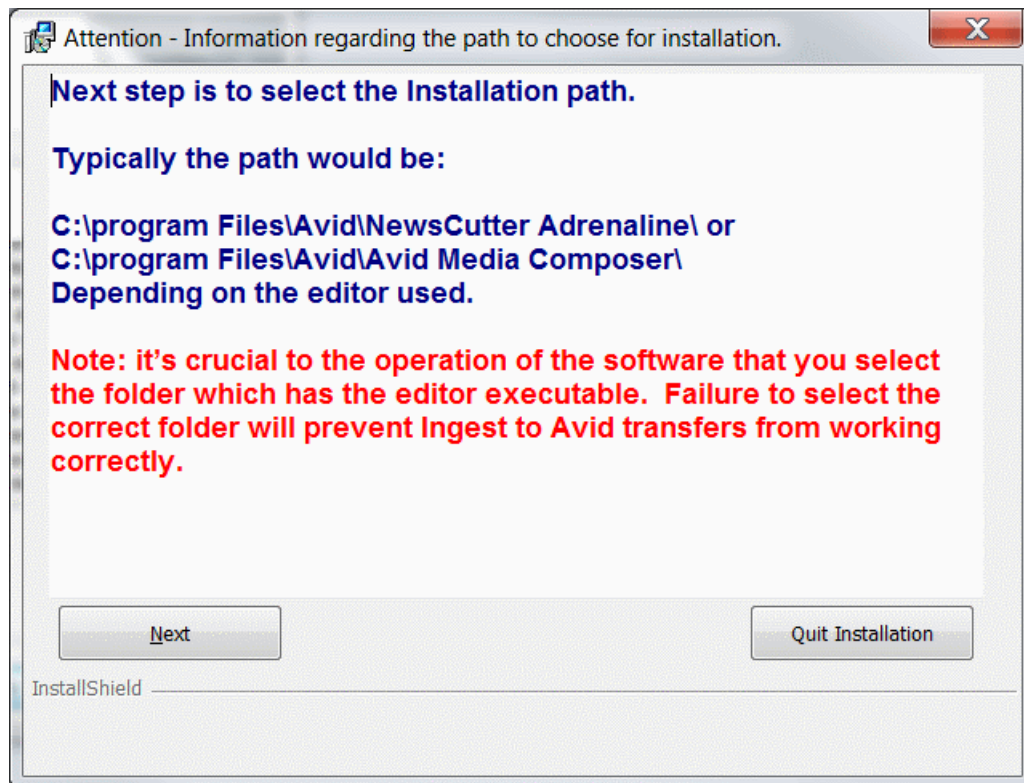 Attention - Information regarding the path to choose for installation.
Next step is to select the Installation path.
Typically the path would be:
C:\program Files\Avid\NewsCutter Adrenaline\ or
C:\program Files\Avid\Avid Media Composer\
Depending on the editor used.
Note: it’s crucial to the operation of the software that you select
the folder which has the editor executable.  Failure to select the
correct folder will prevent Ingest to Avid transfers from working
correctly.
Next
Quit Installation
InstallShield